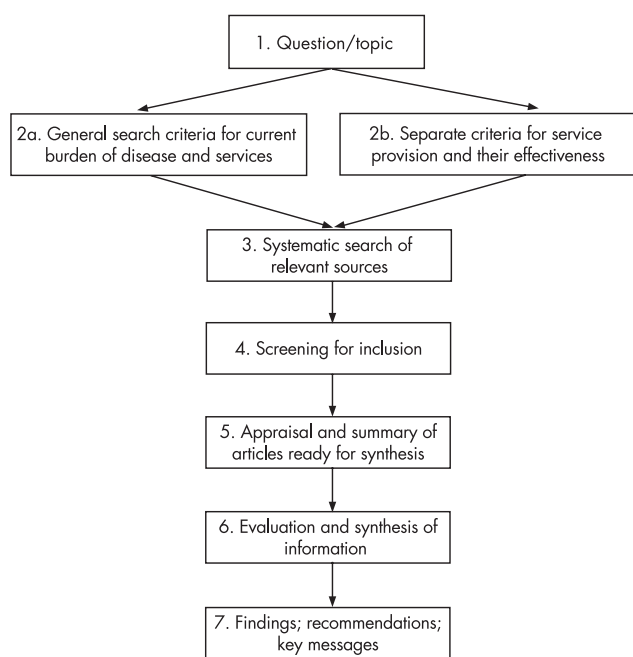 1. Question/topic
2a. General search criteria for current
burden of disease and services
2b. Separate criteria for service
provision and their effectiveness
3. Systematic search of
relevant sources
4. Screening for inclusion
5. Appraisal and summary of
articles ready for synthesis
6. Evaluation and synthesis of
information
7. Findings; recommendations;
key messages